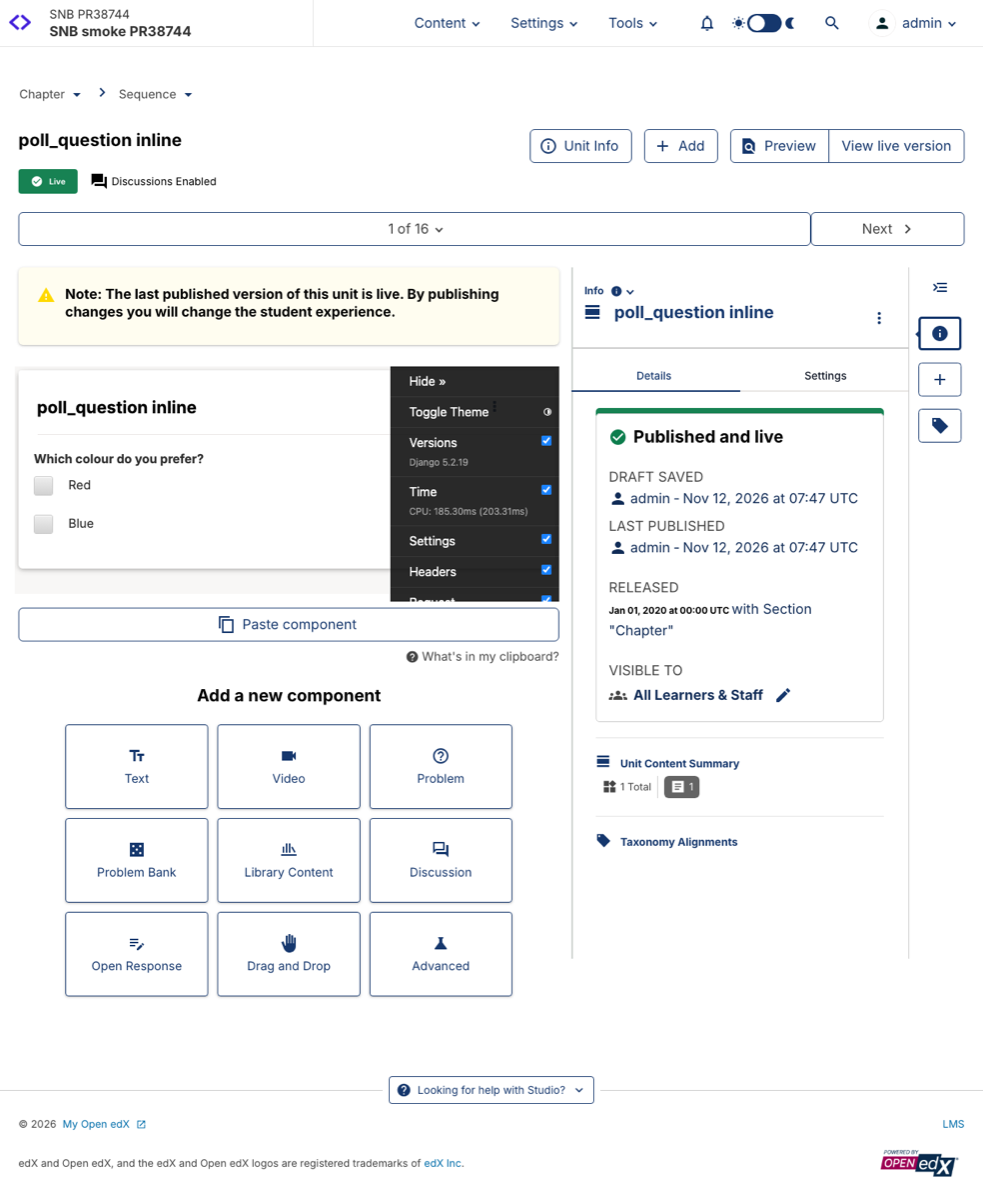 SNB PR38744
SNB smoke PR38744
Content
Settings
Tools
admin
Chapter
Sequence
poll_question inline
Unit Info
Add
Preview
View live version
Live
Discussions Enabled
1 of 16
Next
Note: The last published version of this unit is live. By publishing
changes you will change the student experience.
poll_question inline
Which colour do you prefer?
Red
Blue
Hide »
Toggle Theme
Versions
Django 5.2.19
Time
CPU: 185.30ms (203.31ms)
Settings
Headers
Request
Paste component
What's in my clipboard?
Add a new component
Text
Video
Problem
Problem Bank
Library Content
Discussion
Open Response
Drag and Drop
Advanced
Info
poll_question inline
Details
Settings
Published and live
DRAFT SAVED
admin - Nov 12, 2026 at 07:47 UTC
LAST PUBLISHED
admin - Nov 12, 2026 at 07:47 UTC
RELEASED
Jan 01, 2020 at 00:00 UTC with Section
"Chapter"
VISIBLE TO
All Learners & Staff
Unit Content Summary
1 Total
1
Taxonomy Alignments
Looking for help with Studio?
© 2026 My Open edX
LMS
edX and Open edX, and the edX and Open edX logos are registered trademarks of edX Inc.
POWERED BY
OPEN edX